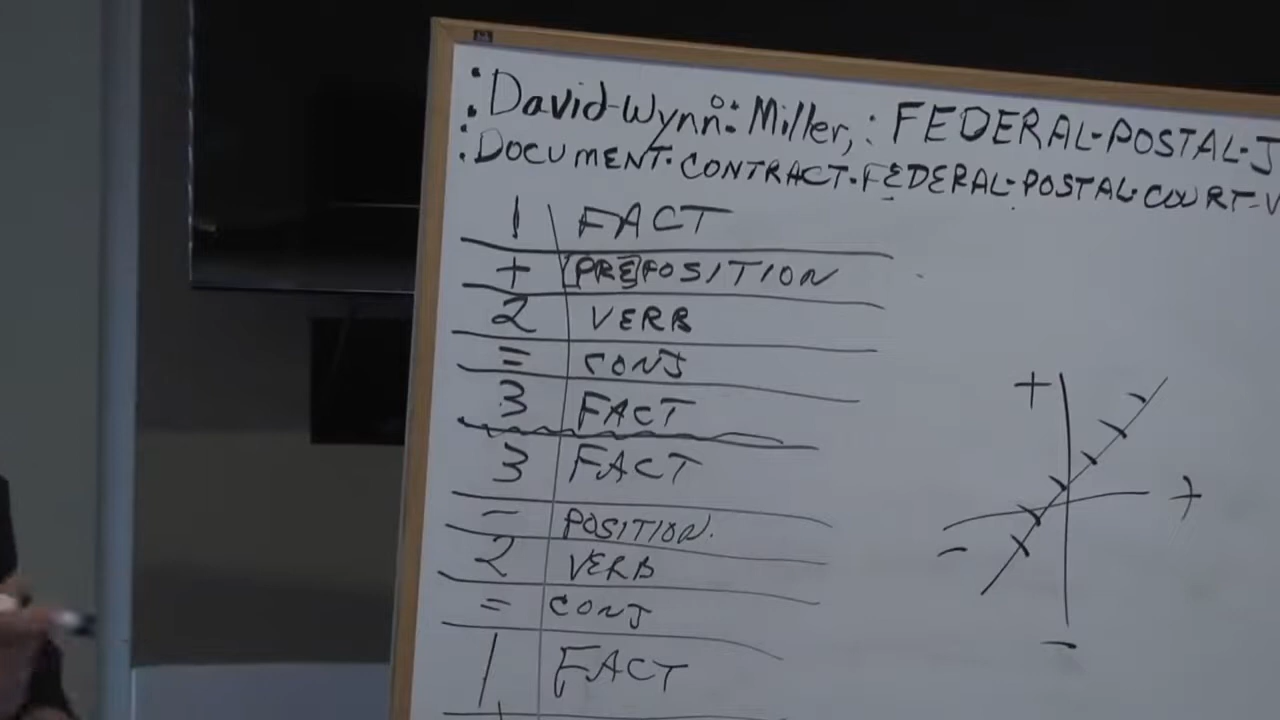 :David-Wynn: Miller,: FEDERAL-POSTAL-J
:DOCUMENT-CONTRACT-FEDERAL-POSTAL-COURT-V
1 FACT
+ PREPOSITION
2 VERB
= CONJ
3 FACT
3 FACT
- POSITION.
2 VERB
= CONJ
1 FACT
+
+
-
-